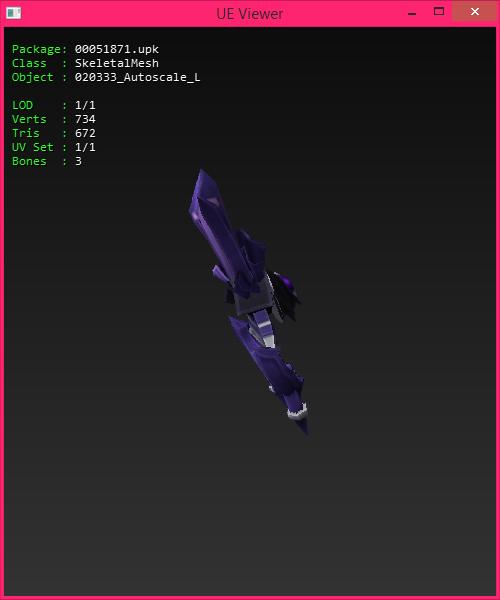 UE Viewer
Package: 00051871.upk
Class : SkeletalMesh
Object : 020333_Autoscale_L
LOD : 1/1
Verts : 734
Tris : 672
UV Set : 1/1
Bones : 3